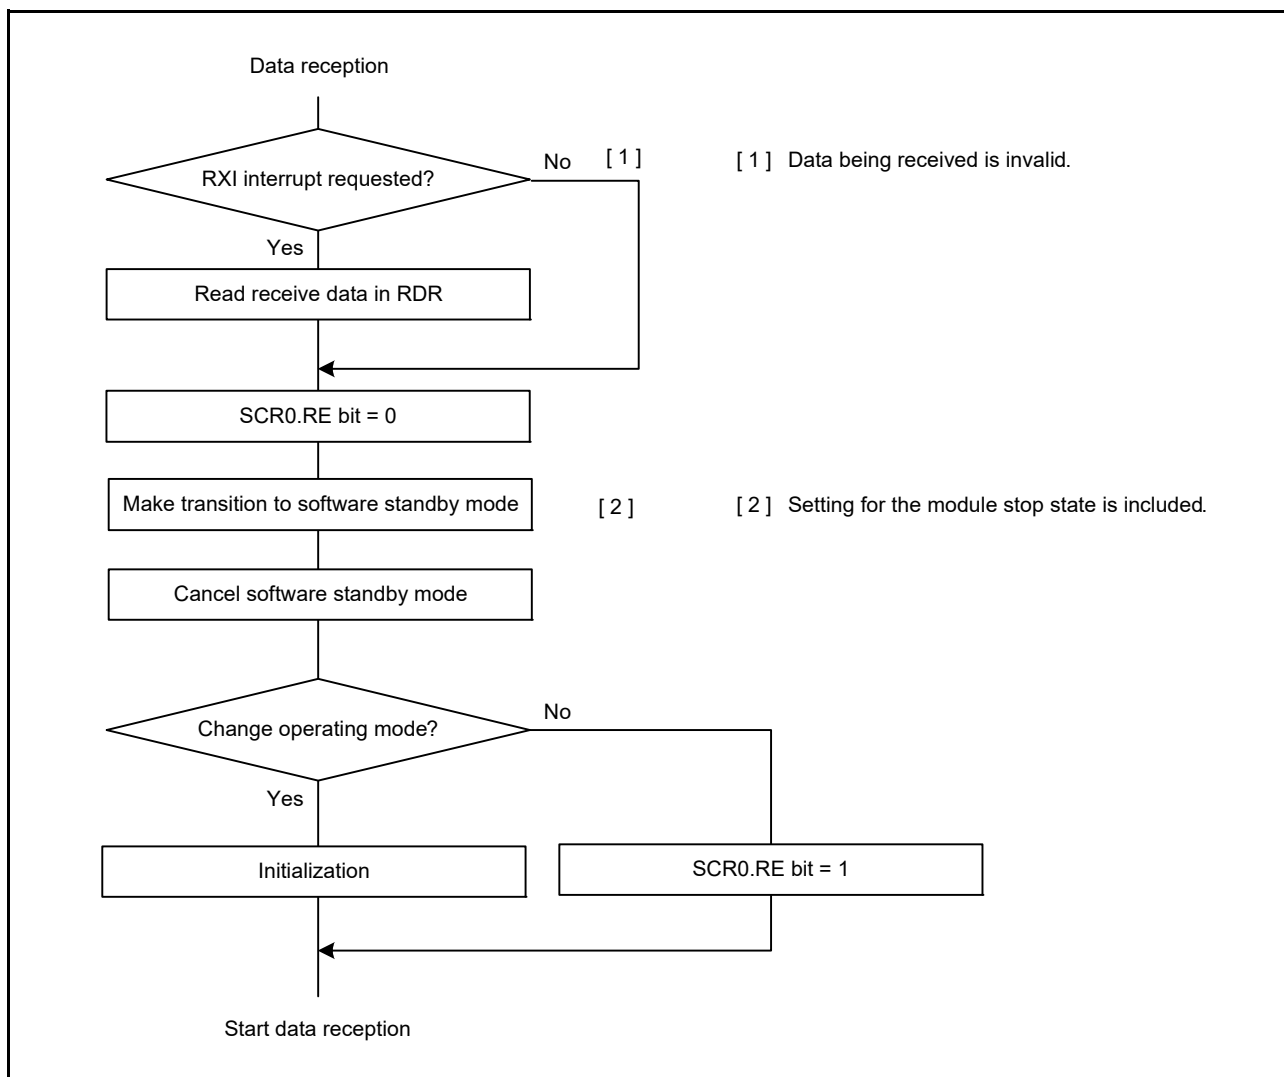 Data reception
No [ 1 ] [ 1 ] Data being received is invalid.
RXI interrupt requested?
Yes
Read receive data in RDR
SCR0.RE bit = 0
Make transition to software standby mode [ 2 ] [ 2 ] Setting for the module stop state is included.
Cancel software standby mode
No
Change operating mode?
Yes
Initialization
SCR0.RE bit = 1
Start data reception